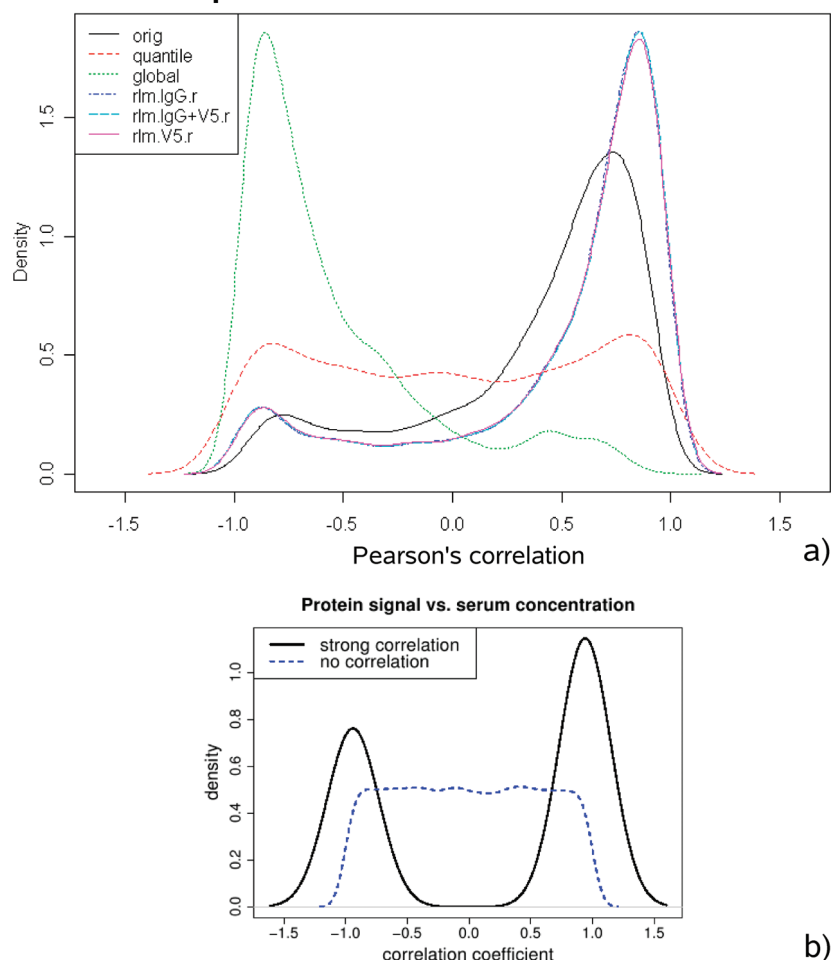 orig
quantile
global
rlm.IgG.r
rlm.IgG+V5.r
rlm.V5.r
Density
0.0
0.5
1.0
1.5
-1.5
-1.0
-0.5
0.0
0.5
1.0
1.5
Pearson's correlation
a)
Protein signal vs. serum concentration
strong correlation
no correlation
density
0.0
0.2
0.4
0.6
0.8
1.0
−1.5
−1.0
−0.5
0.0
0.5
1.0
1.5
correlation coefficient
b)